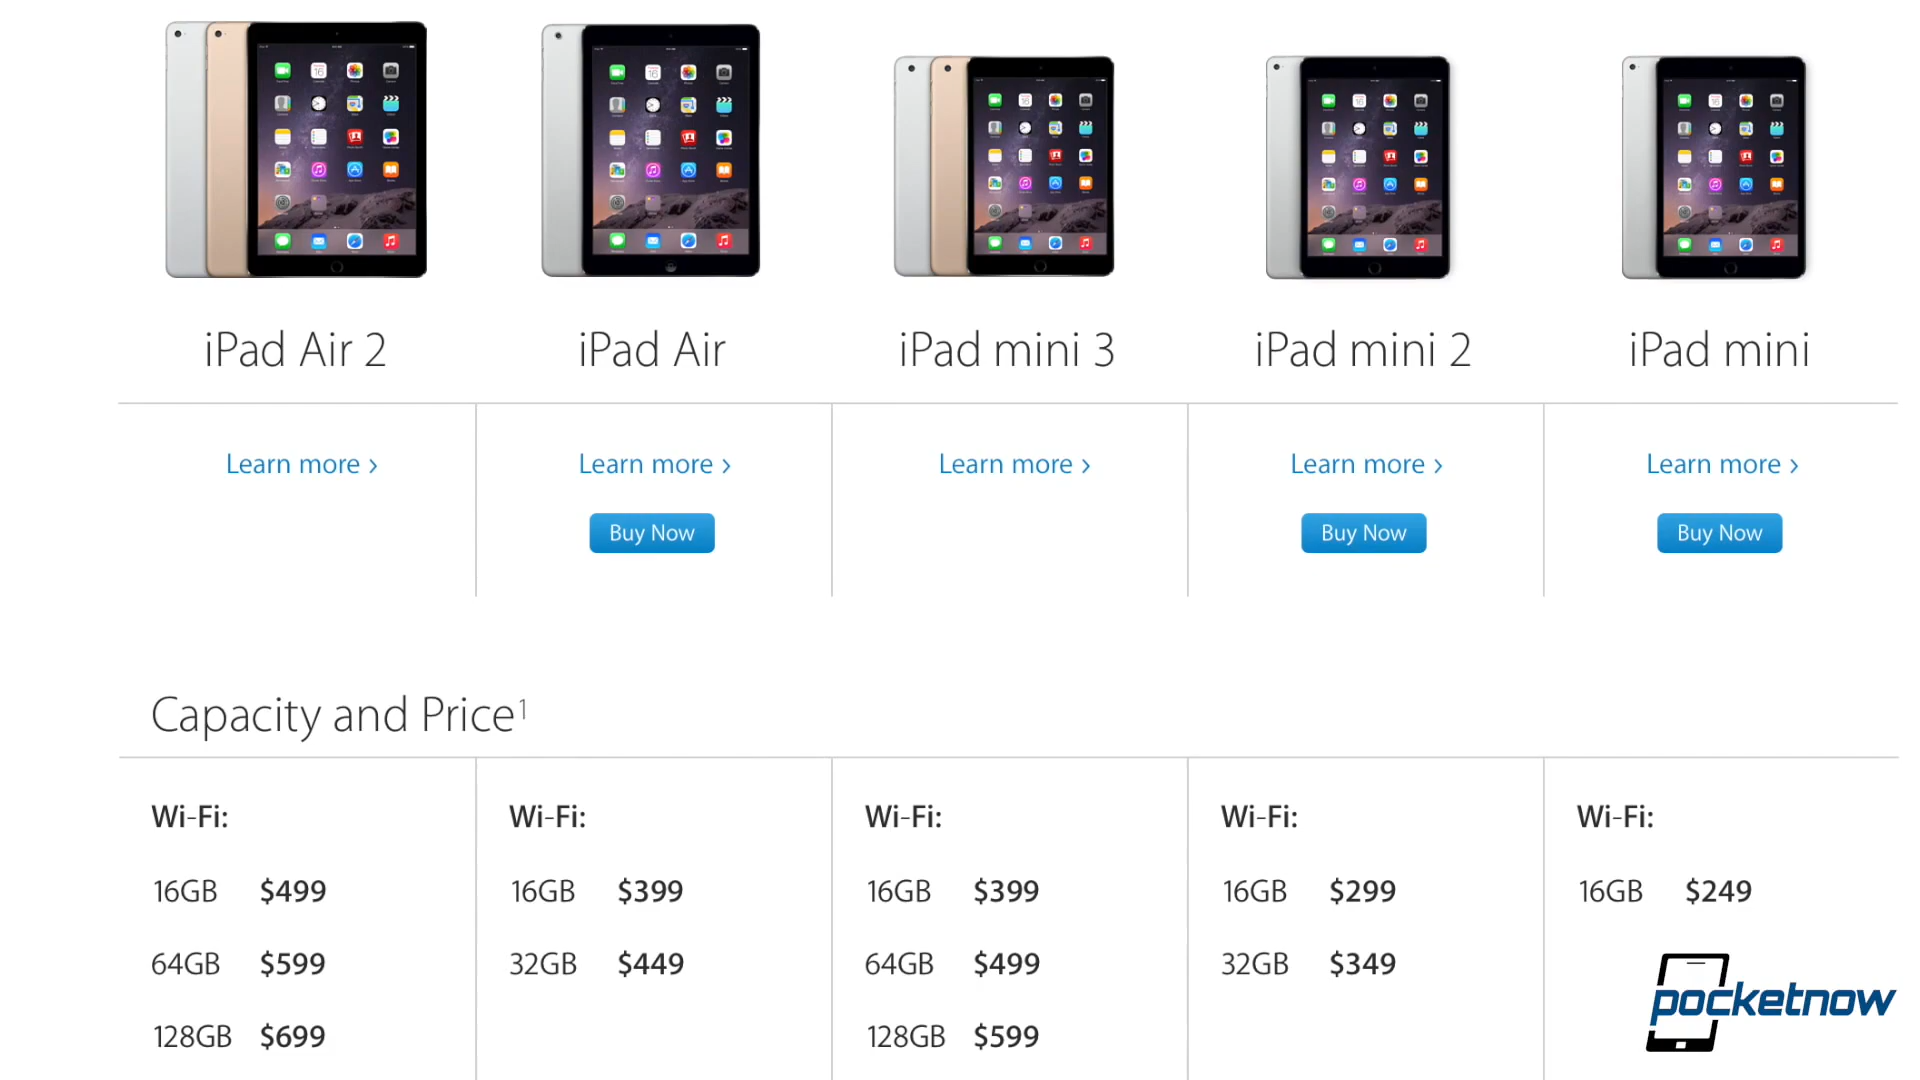 iPad Air 2
iPad Air
iPad mini 3
iPad mini 2
iPad mini
Learn more ›
Learn more ›
Learn more ›
Learn more ›
Learn more ›
Buy Now
Buy Now
Buy Now
Capacity and Price¹
Wi-Fi:
Wi-Fi:
Wi-Fi:
Wi-Fi:
Wi-Fi:
16GB $499
16GB $399
16GB $399
16GB $299
16GB $249
64GB $599
32GB $449
64GB $499
32GB $349
128GB $699
128GB $599
pocketnow